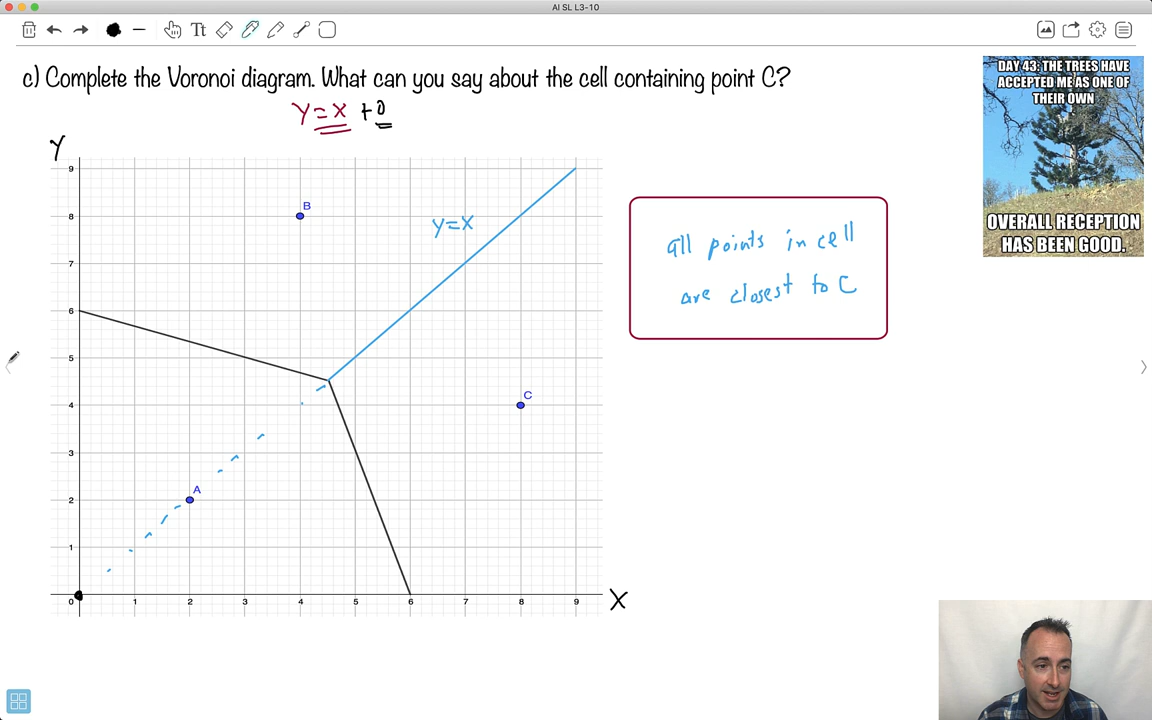 AI SL L3-10
Tt
c) Complete the Voronoi diagram. What can you say about the cell containing point C?
y=x +0
DAY 43: THE TREES HAVE
ACCEPTED ME AS ONE OF
THEIR OWN
OVERALL RECEPTION
HAS BEEN GOOD.
Y
9
8
7
6
5
4
3
2
1
B
y=x
C
A
all points in cell
are closest to C
0 1 2 3 4 5 6 7 8 9
X